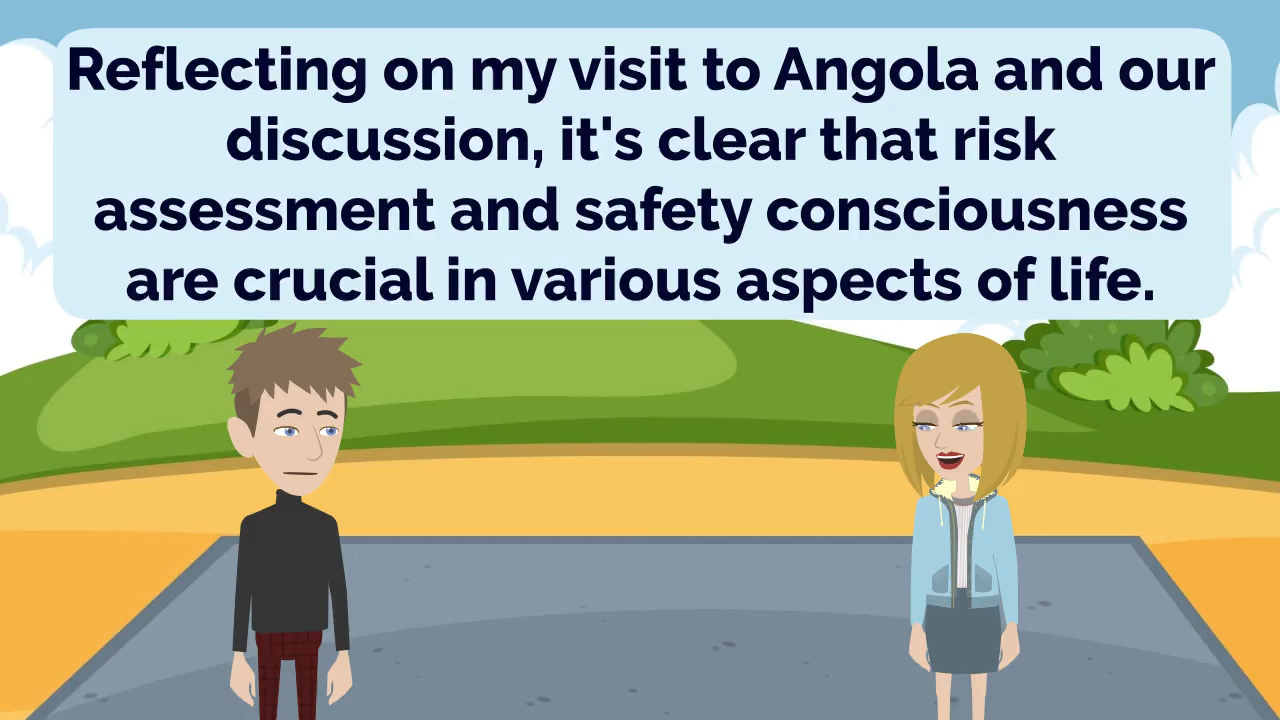 Reflecting on my visit to Angola and our
discussion, it's clear that risk
assessment and safety consciousness
are crucial in various aspects of life.